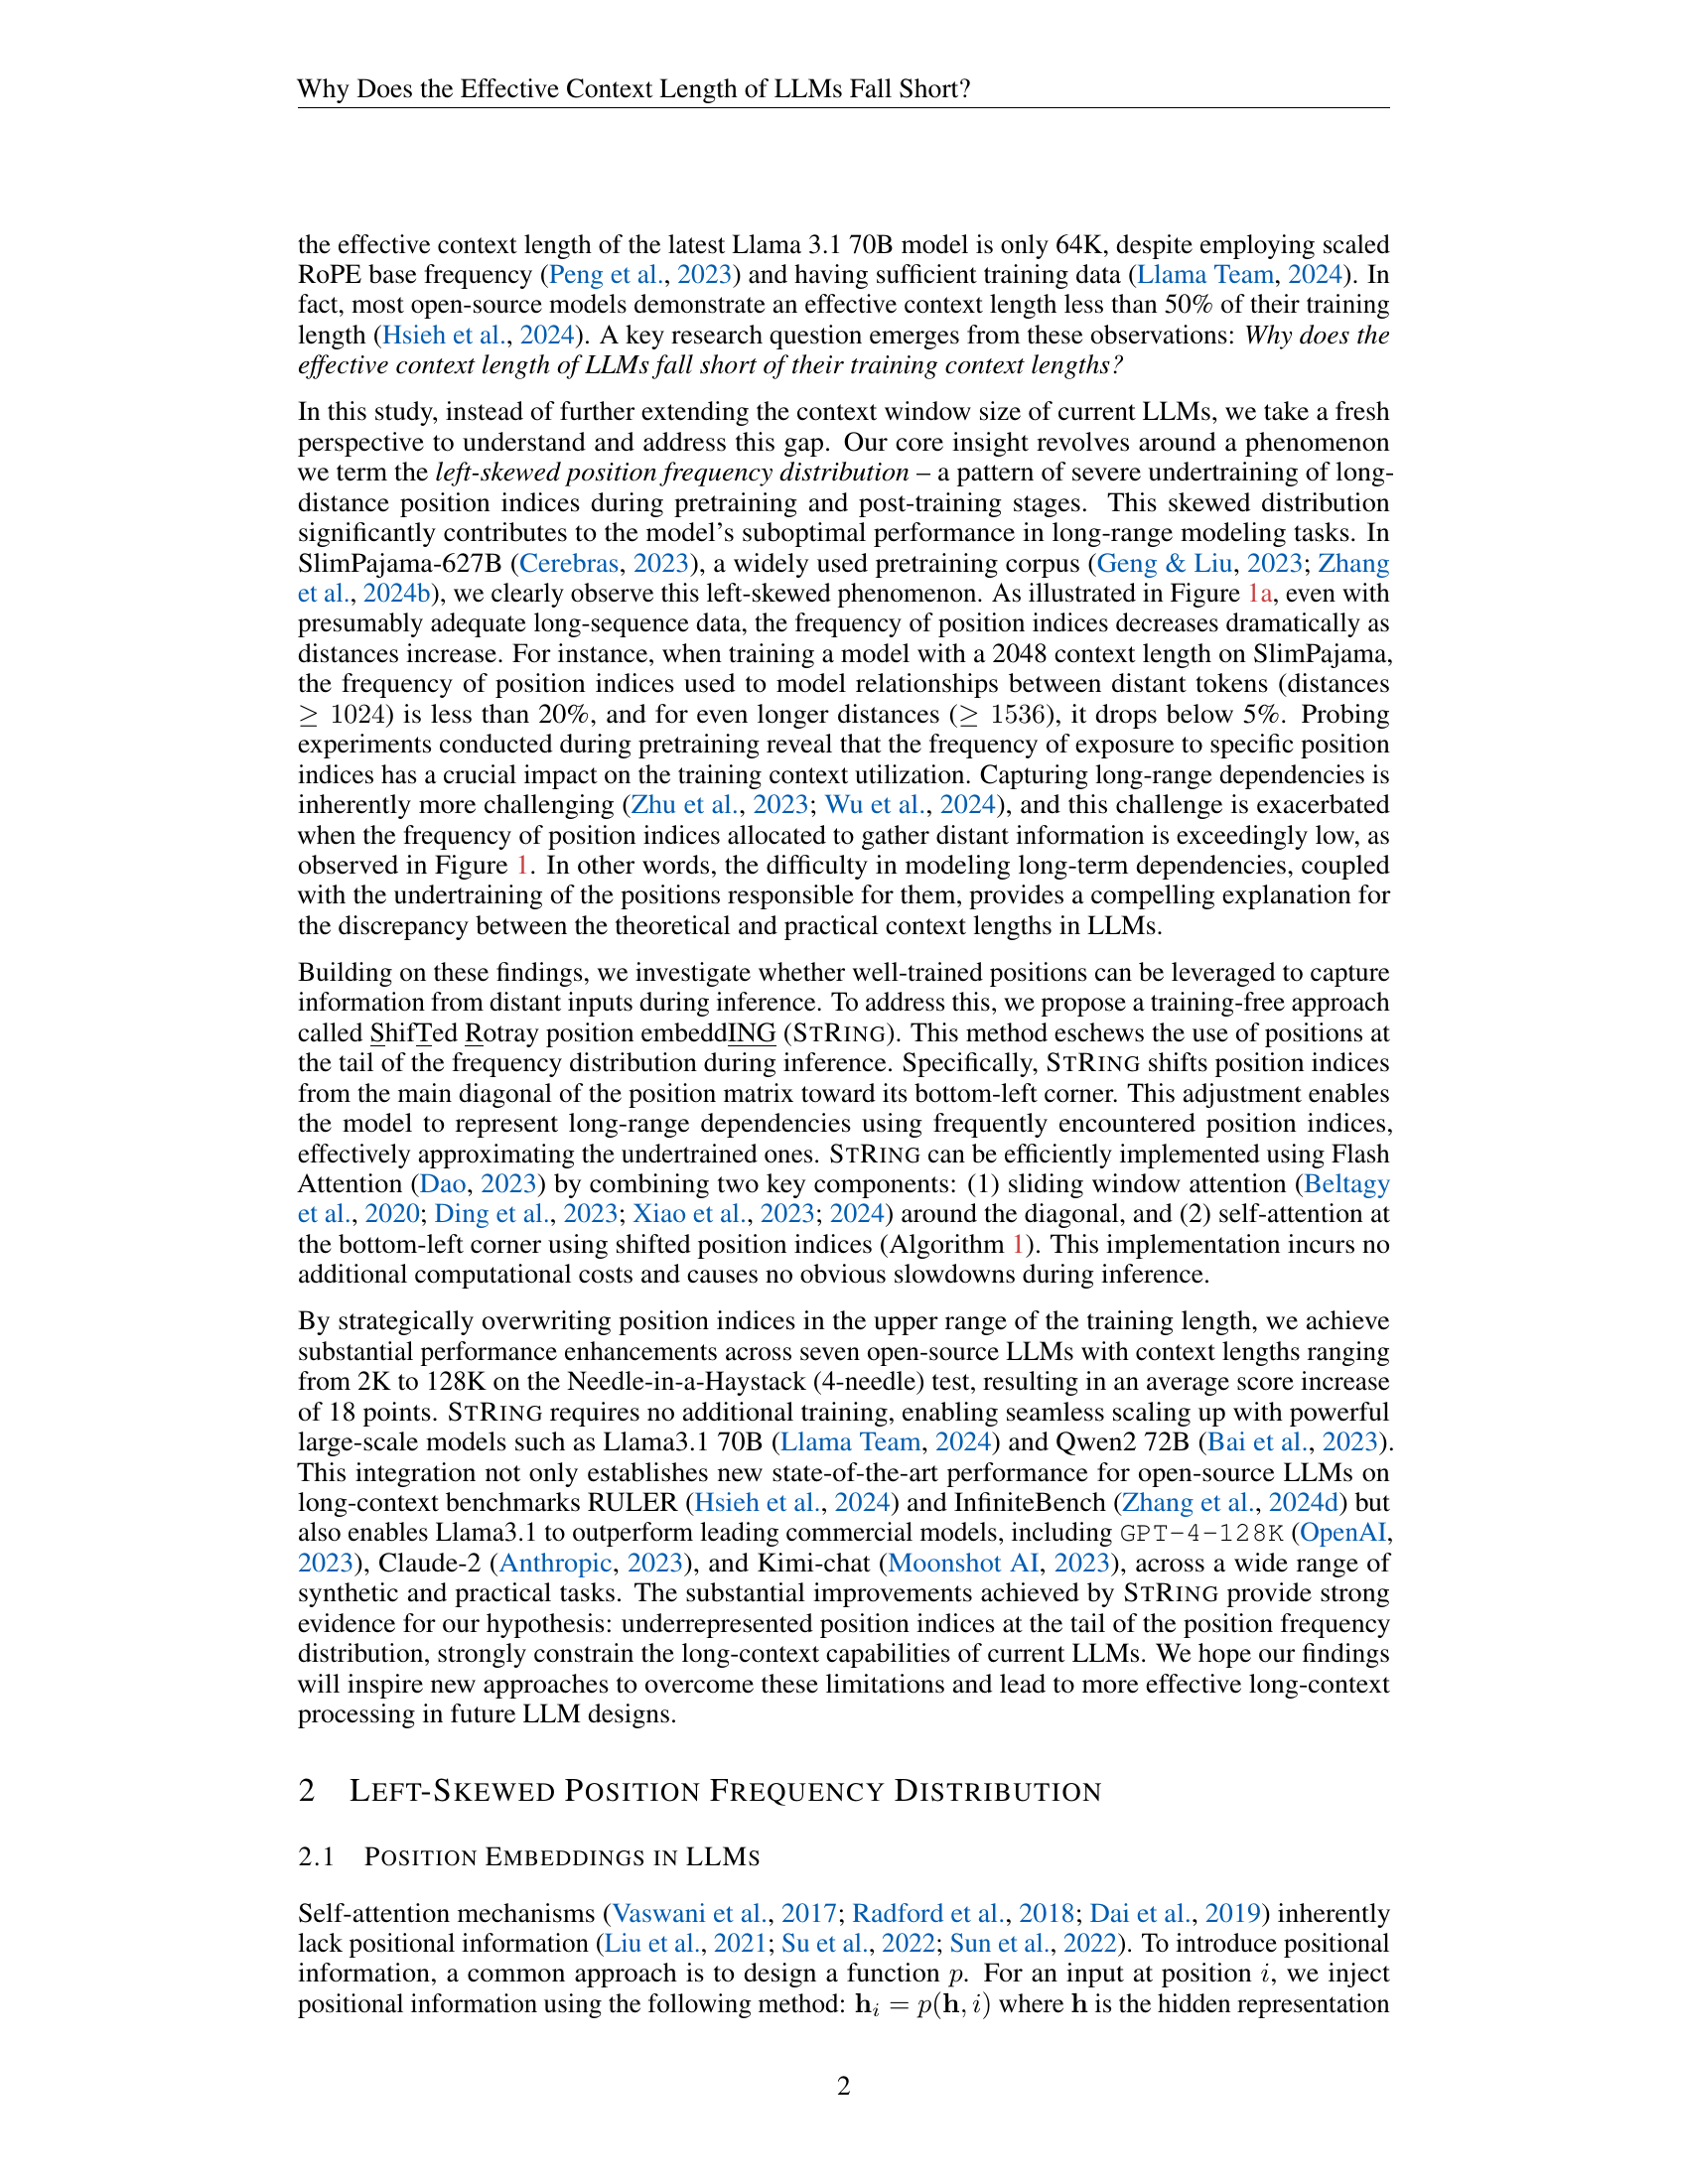 Why Does the Effective Context Length of LLMs Fall Short?
the effective context length of the latest Llama 3.1 70B model is only 64K, despite employing scaled
RoPE base frequency (Peng et al., 2023) and having sufficient training data (Llama Team, 2024). In
fact, most open-source models demonstrate an effective context length less than 50% of their training
length (Hsieh et al., 2024). A key research question emerges from these observations: Why does the
effective context length of LLMs fall short of their training context lengths?
In this study, instead of further extending the context window size of current LLMs, we take a fresh
perspective to understand and address this gap. Our core insight revolves around a phenomenon
we term the left-skewed position frequency distribution – a pattern of severe undertraining of long-
distance position indices during pretraining and post-training stages. This skewed distribution
significantly contributes to the model's suboptimal performance in long-range modeling tasks. In
SlimPajama-627B (Cerebras, 2023), a widely used pretraining corpus (Geng & Liu, 2023; Zhang
et al., 2024b), we clearly observe this left-skewed phenomenon. As illustrated in Figure 1a, even with
presumably adequate long-sequence data, the frequency of position indices decreases dramatically as
distances increase. For instance, when training a model with a 2048 context length on SlimPajama,
the frequency of position indices used to model relationships between distant tokens (distances
≥ 1024) is less than 20%, and for even longer distances (≥ 1536), it drops below 5%. Probing
experiments conducted during pretraining reveal that the frequency of exposure to specific position
indices has a crucial impact on the training context utilization. Capturing long-range dependencies is
inherently more challenging (Zhu et al., 2023; Wu et al., 2024), and this challenge is exacerbated
when the frequency of position indices allocated to gather distant information is exceedingly low, as
observed in Figure 1. In other words, the difficulty in modeling long-term dependencies, coupled
with the undertraining of the positions responsible for them, provides a compelling explanation for
the discrepancy between the theoretical and practical context lengths in LLMs.
Building on these findings, we investigate whether well-trained positions can be leveraged to capture
information from distant inputs during inference. To address this, we propose a training-free approach
called ShifTed Rotray position embeddING (STRING). This method eschews the use of positions at
the tail of the frequency distribution during inference. Specifically, STRING shifts position indices
from the main diagonal of the position matrix toward its bottom-left corner. This adjustment enables
the model to represent long-range dependencies using frequently encountered position indices,
effectively approximating the undertrained ones. STRING can be efficiently implemented using Flash
Attention (Dao, 2023) by combining two key components: (1) sliding window attention (Beltagy
et al., 2020; Ding et al., 2023; Xiao et al., 2023; 2024) around the diagonal, and (2) self-attention at
the bottom-left corner using shifted position indices (Algorithm 1). This implementation incurs no
additional computational costs and causes no obvious slowdowns during inference.
By strategically overwriting position indices in the upper range of the training length, we achieve
substantial performance enhancements across seven open-source LLMs with context lengths ranging
from 2K to 128K on the Needle-in-a-Haystack (4-needle) test, resulting in an average score increase
of 18 points. STRING requires no additional training, enabling seamless scaling up with powerful
large-scale models such as Llama3.1 70B (Llama Team, 2024) and Qwen2 72B (Bai et al., 2023).
This integration not only establishes new state-of-the-art performance for open-source LLMs on
long-context benchmarks RULER (Hsieh et al., 2024) and InfiniteBench (Zhang et al., 2024d) but
also enables Llama3.1 to outperform leading commercial models, including GPT-4-128K (OpenAI,
2023), Claude-2 (Anthropic, 2023), and Kimi-chat (Moonshot AI, 2023), across a wide range of
synthetic and practical tasks. The substantial improvements achieved by STRING provide strong
evidence for our hypothesis: underrepresented position indices at the tail of the position frequency
distribution, strongly constrain the long-context capabilities of current LLMs. We hope our findings
will inspire new approaches to overcome these limitations and lead to more effective long-context
processing in future LLM designs.
2 LEFT-SKEWED POSITION FREQUENCY DISTRIBUTION
2.1 POSITION EMBEDDINGS IN LLMS
Self-attention mechanisms (Vaswani et al., 2017; Radford et al., 2018; Dai et al., 2019) inherently
lack positional information (Liu et al., 2021; Su et al., 2022; Sun et al., 2022). To introduce positional
information, a common approach is to design a function p. For an input at position i, we inject
positional information using the following method: hᵢ = p(h, i) where h is the hidden representation
2